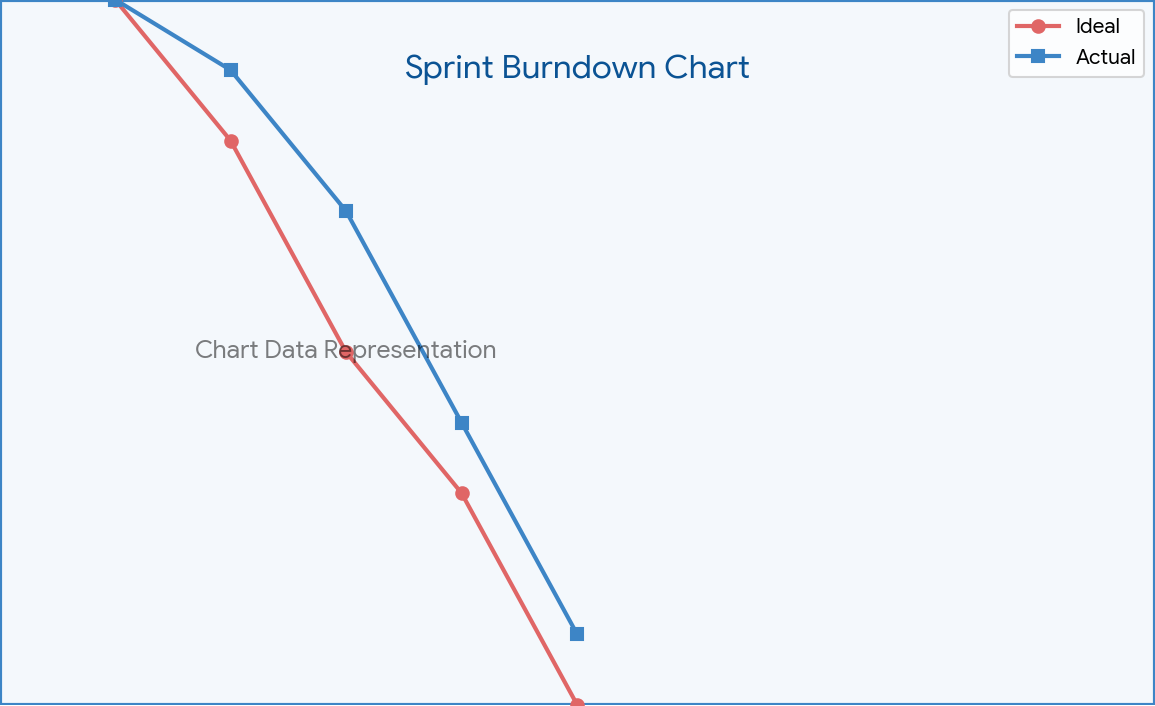 Sprint Burndown Chart
Ideal
Actual
Chart Data Representation